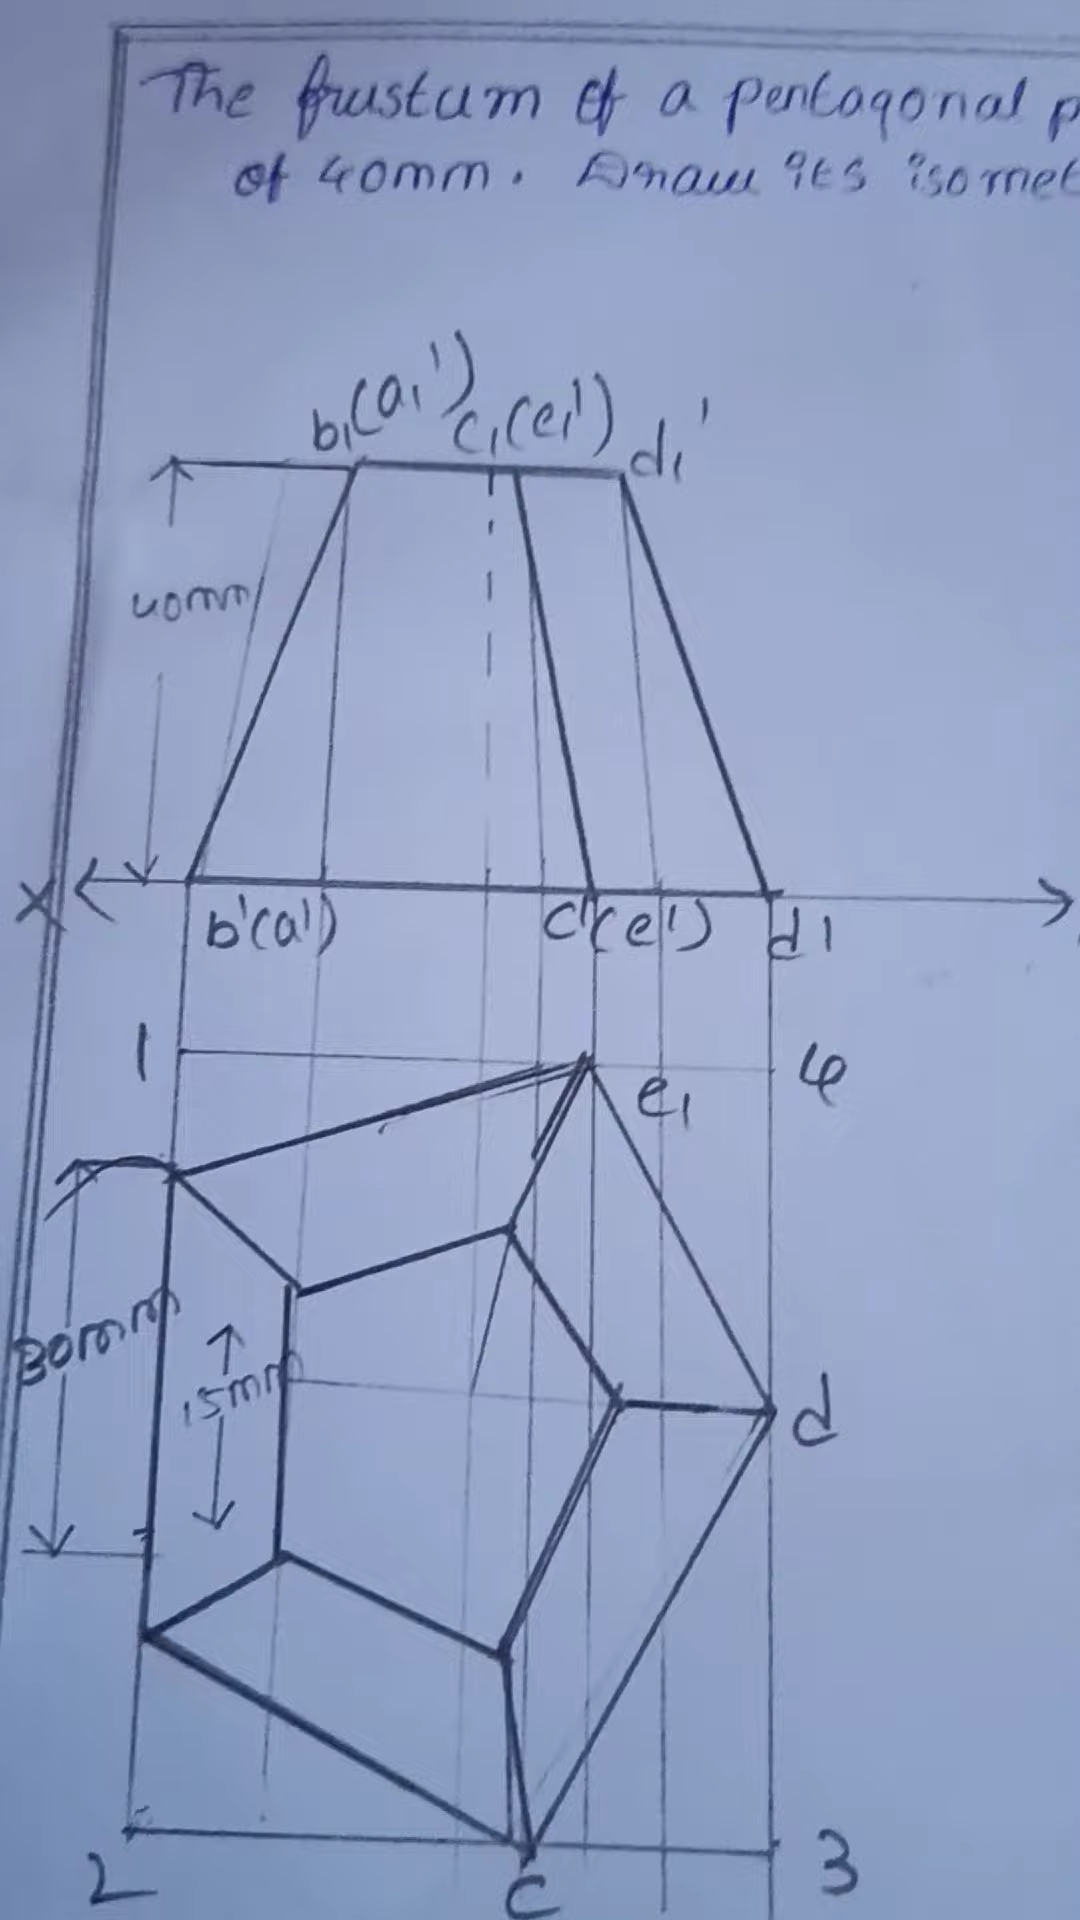 The frustum of a pentagonal p
of 40mm. Draw its isomet
b₁(a₁') c₁(e₁') d₁'
40mm
X
b'(a') c'(e') d'
1 4
e₁
30mm
15mm
d
2 3
c